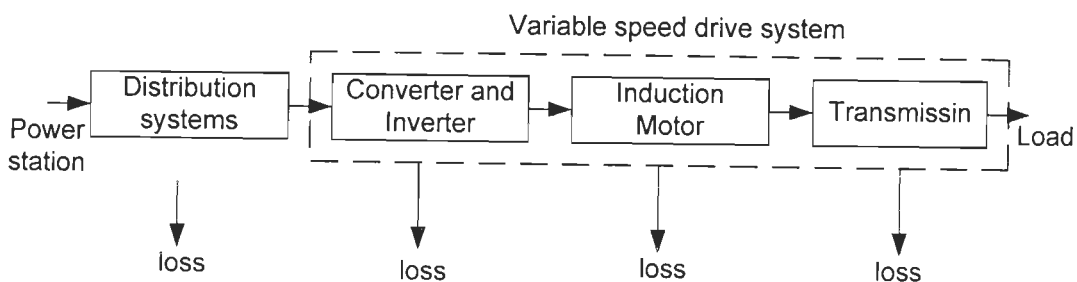 Variable speed drive system
Power
station
Distribution
systems
Converter and
Inverter
Induction
Motor
Transmissin
Load
loss
loss
loss
loss